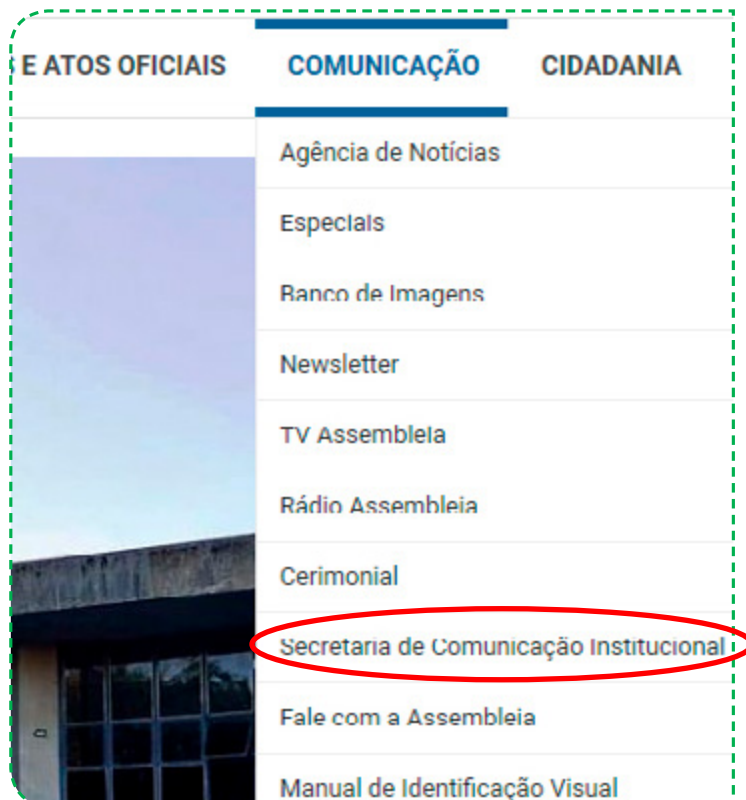 E ATOS OFICIAIS COMUNICAÇÃO CIDADANIA
Agência de Notícias
Especiais
Banco de Imagens
Newsletter
TV Assembleia
Rádio Assembleia
Cerimonial
Secretaria de Comunicação Institucional
Fale com a Assembleia
Manual de Identificação Visual